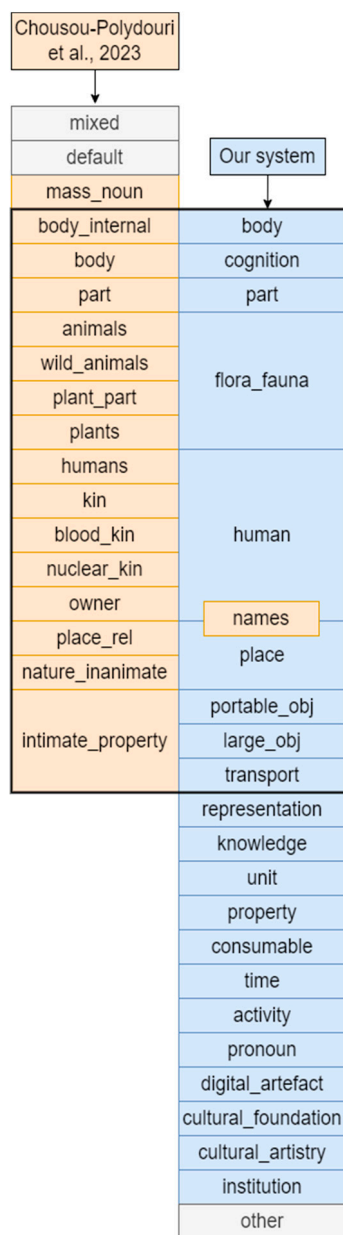 Chousou-Polydouri
et al., 2023
mixed
default
Our system
mass_noun
body_internal
body
body
cognition
part
part
animals
wild_animals
plant_part
plants
flora_fauna
humans
kin
blood_kin
nuclear_kin
owner
human
names
place_rel
place
nature_inanimate
intimate_property
portable_obj
large_obj
transport
representation
knowledge
unit
property
consumable
time
activity
pronoun
digital_artefact
cultural_foundation
cultural_artistry
institution
other